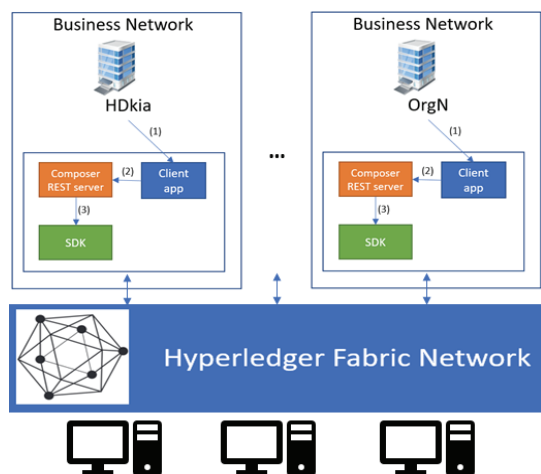 Business Network
HDkia
(1)
Composer
REST server
(2)
Client
app
(3)
SDK
...
Business Network
OrgN
(1)
Composer
REST server
(2)
Client
app
(3)
SDK
Hyperledger Fabric Network